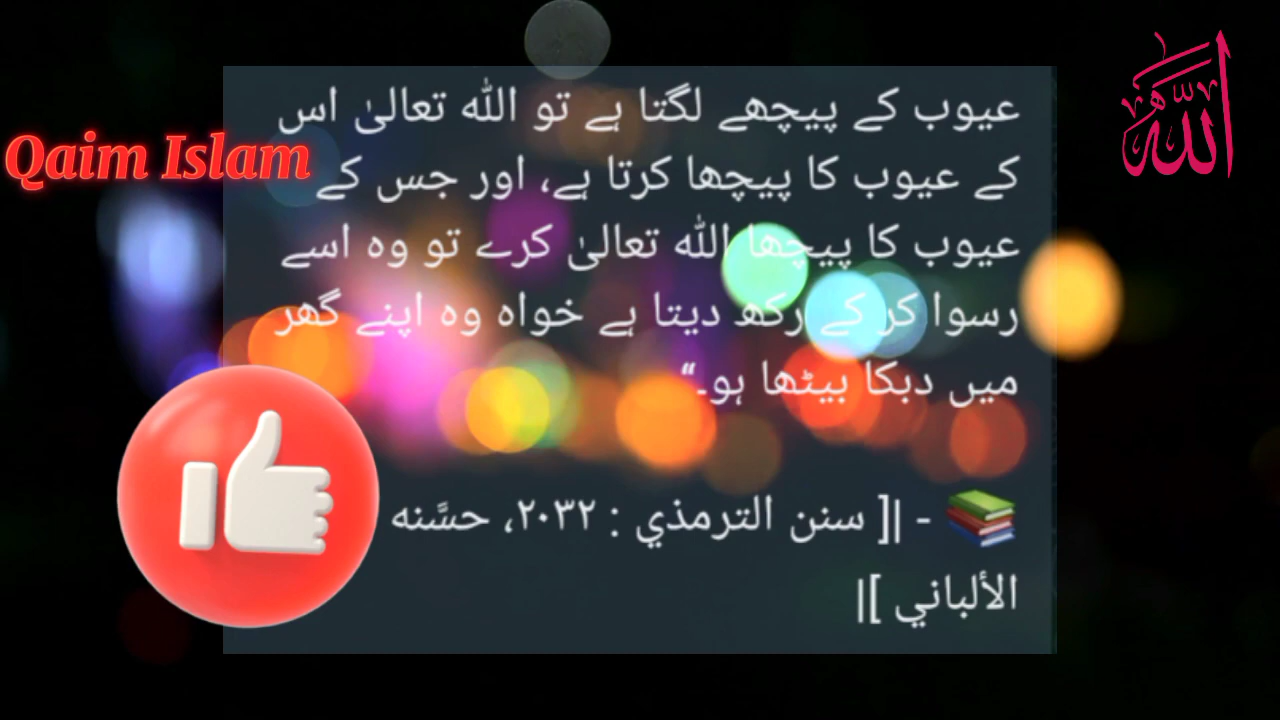 عیوب کے پیچھے لگتا ہے تو اللہ تعالیٰ اس
کے عیوب کا پیچھا کرتا ہے، اور جس کے
عیوب کا پیچھا اللہ تعالیٰ کرے تو وہ اسے
رسوا کر کے رکھ دیتا ہے خواہ وہ اپنے گھر
میں دبکا بیٹھا ہو۔“
📚 - |[ سنن الترمذي : ٢٠٣٢، حسَّنه
الألباني ]|
Qaim Islam
الله